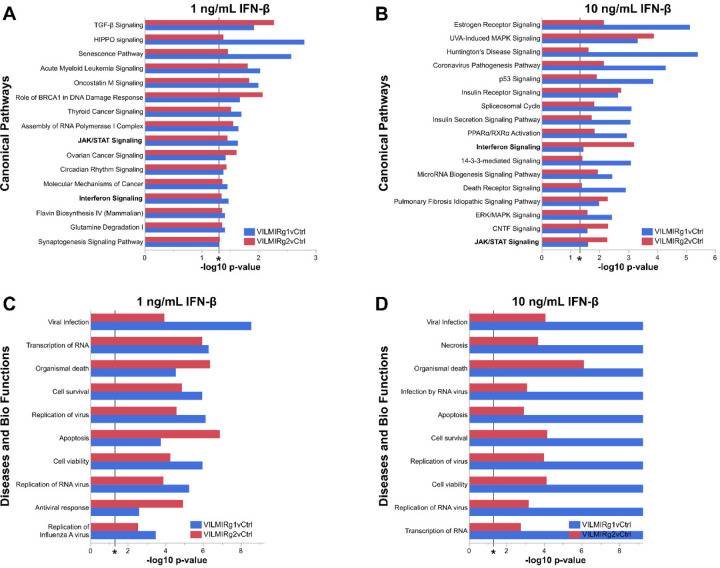 A
1 ng/mL IFN-β
Canonical Pathways
TGF-β Signaling
HIPPO signaling
Senescence Pathway
Acute Myeloid Leukemia Signaling
Oncostatin M Signaling
Role of BRCA1 in DNA Damage Response
Thyroid Cancer Signaling
Assembly of RNA Polymerase I Complex
JAK/STAT Signaling
Ovarian Cancer Signaling
Circadian Rhythm Signaling
Molecular Mechanisms of Cancer
Interferon Signaling
Flavin Biosynthesis IV (Mammalian)
Glutamine Degradation I
Synaptogenesis Signaling Pathway
VILMIRg1vCtrl
VILMIRg2vCtrl
0 1 * 2 3
-log10 p-value
B
10 ng/mL IFN-β
Canonical Pathways
Estrogen Receptor Signaling
UVA-Induced MAPK Signaling
Huntington's Disease Signaling
Coronavirus Pathogenesis Pathway
p53 Signaling
Insulin Receptor Signaling
Spliceosomal Cycle
Insulin Secretion Signaling Pathway
PPARα/RXRα Activation
Interferon Signaling
14-3-3-mediated Signaling
MicroRNA Biogenesis Signaling Pathway
Death Receptor Signaling
Pulmonary Fibrosis Idiopathic Signaling Pathway
ERK/MAPK Signaling
CNTF Signaling
JAK/STAT Signaling
VILMIRg1vCtrl
VILMIRg2vCtrl
0 1 * 2 3 4 5 6
-log10 p-value
C
1 ng/mL IFN-β
Diseases and Bio Functions
Viral Infection
Transcription of RNA
Organismal death
Cell survival
Replication of virus
Apoptosis
Cell viability
Replication of RNA virus
Antiviral response
Replication of
Influenza A virus
VILMIRg1vCtrl
VILMIRg2vCtrl
0 * 2 4 6 8
-log10 p-value
D
10 ng/mL IFN-β
Diseases and Bio Functions
Viral Infection
Necrosis
Organismal death
Infection by RNA virus
Apoptosis
Cell survival
Replication of virus
Cell viability
Replication of RNA virus
Transcription of RNA
VILMIRg1vCtrl
VILMIRg2vCtrl
0 * 2 4 6 8
-log10 p-value